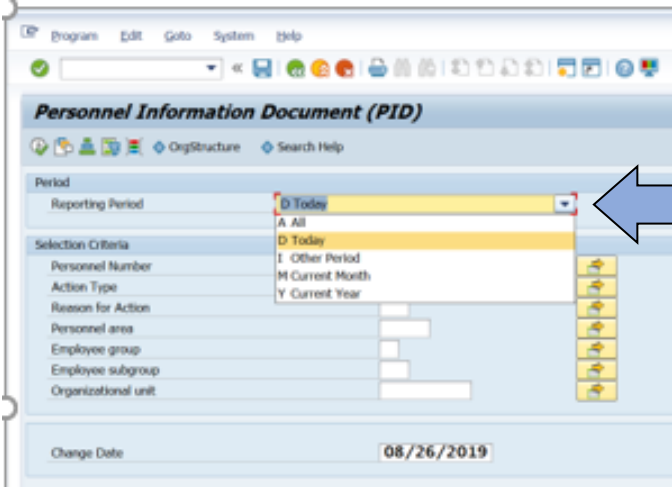 Program Edit Goto System Help
Personnel Information Document (PID)
OrgStructure Search Help
Period
Reporting Period D Today
A All
D Today
I Other Period
M Current Month
Y Current Year
Selection Criteria
Personnel Number
Action Type
Reason for Action
Personnel area
Employee group
Employee subgroup
Organizational unit
Change Date 08/26/2019